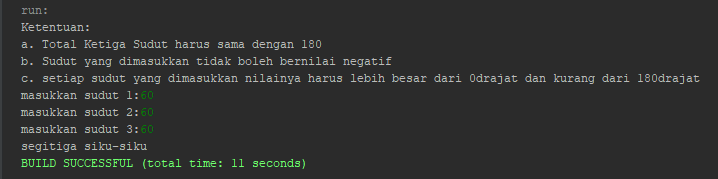 run:
Ketentuan:
a. Total Ketiga Sudut harus sama dengan 180
b. Sudut yang dimasukkan tidak boleh bernilai negatif
c. setiap sudut yang dimasukkan nilainya harus lebih besar dari 0drajat dan kurang dari 180drajat
masukkan sudut 1:60
masukkan sudut 2:60
masukkan sudut 3:60
segitiga siku-siku
BUILD SUCCESSFUL (total time: 11 seconds)